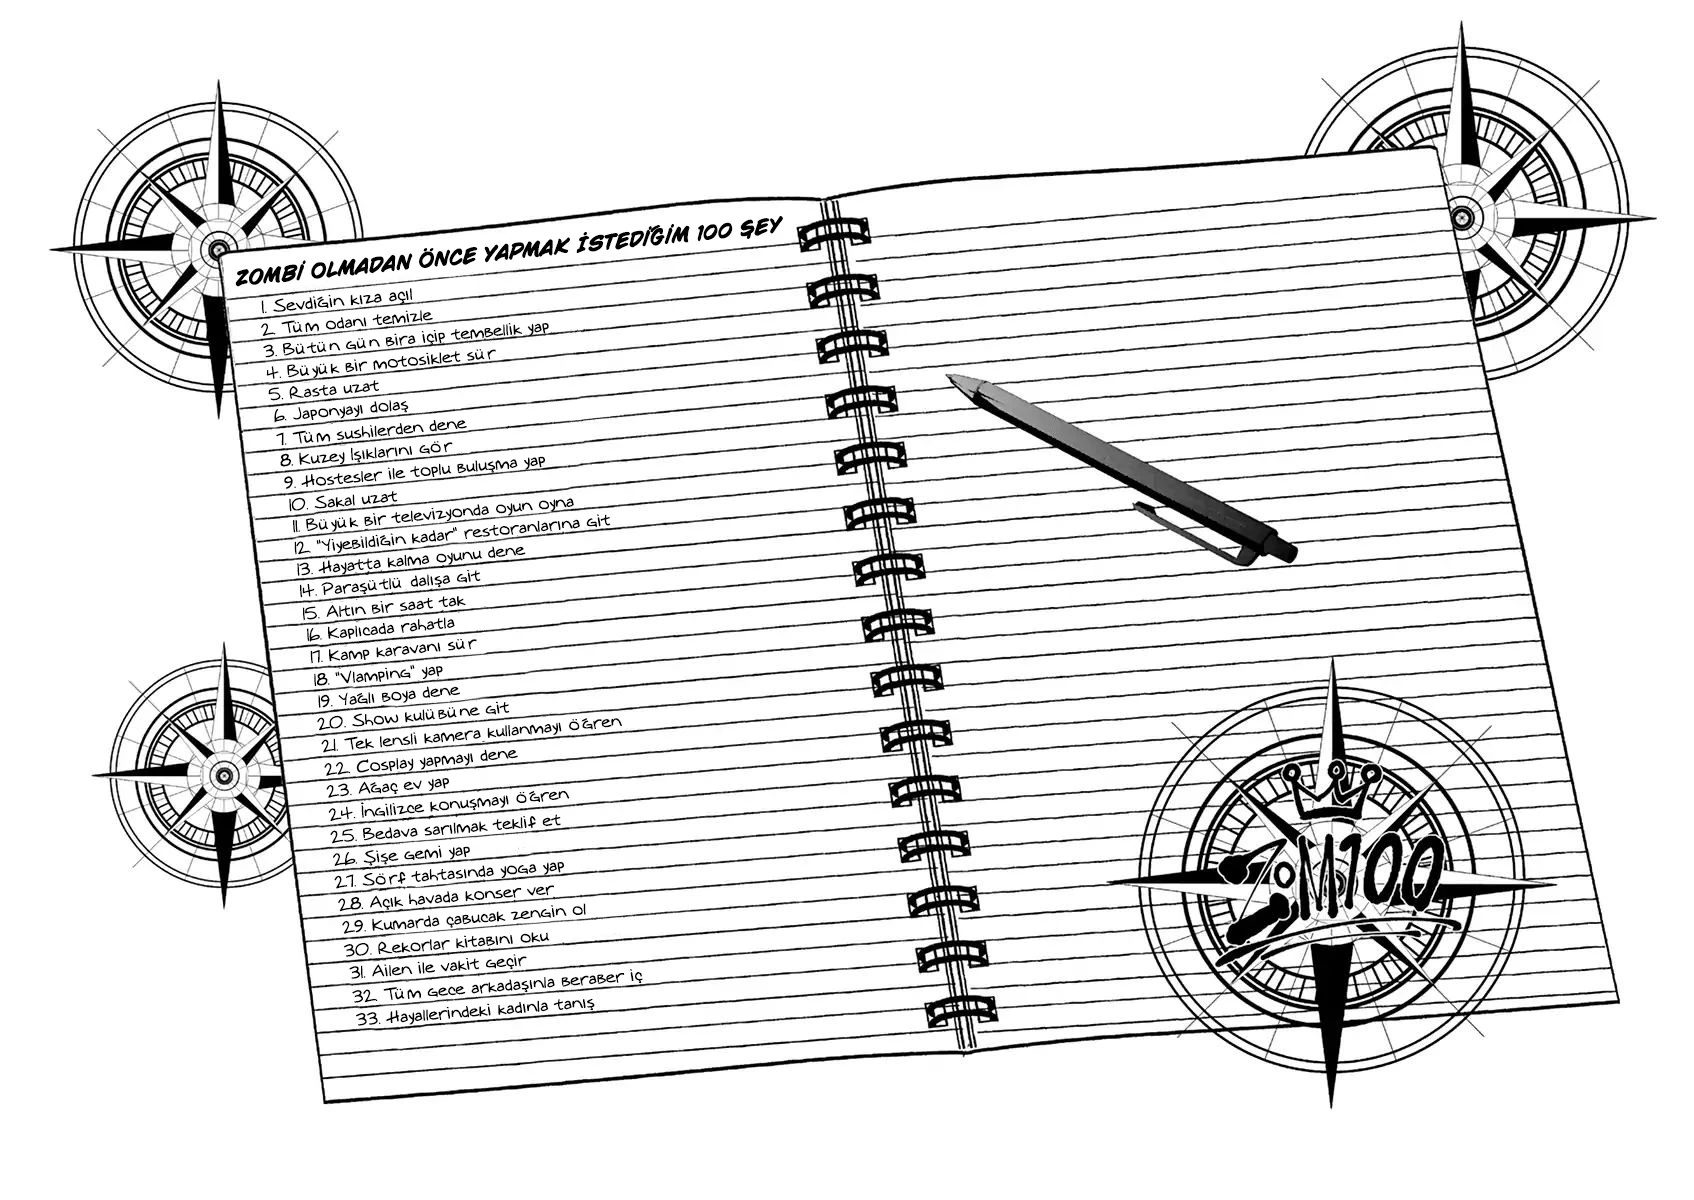 ZOMBİ OLMADAN ÖNCE YAPMAK İSTEDİĞİM 100 ŞEY
1. Sevdiğin kıza açıl
2. Tüm odanı temizle
3. Bütün gün bira içip tembellik yap
4. Büyük bir motosiklet sür
5. Rasta uzat
6. Japonyayı dolaş
7. Tüm sushilerden dene
8. Kuzey Işıklarını gör
9. Hostesler ile toplu buluşma yap
10. Sakal uzat
11. Büyük bir televizyonda oyun oyna
12. "Yiyebildiğin kadar" restoranlarına git
13. Hayatta kalma oyunu dene
14. Paraşütlü dalışa git
15. Altın bir saat tak
16. Kaplıcada rahatla
17. Kamp karavanı sür
18. "Vlamping" yap
19. Yağlı boya dene
20. Show kulübüne git
21. Tek lensli kamera kullanmayı öğren
22. Cosplay yapmayı dene
23. Ağaç ev yap
24. İngilizce konuşmayı öğren
25. Bedava sarılmak teklif et
26. Şişe gemi yap
27. Sörf tahtasında yoga yap
28. Açık havada konser ver
29. Kumarda çabucak zengin ol
30. Rekorlar kitabını oku
31. Ailen ile vakit geçir
32. Tüm gece arkadaşınla beraber iç
33. Hayallerindeki kadınla tanış
ZOM100